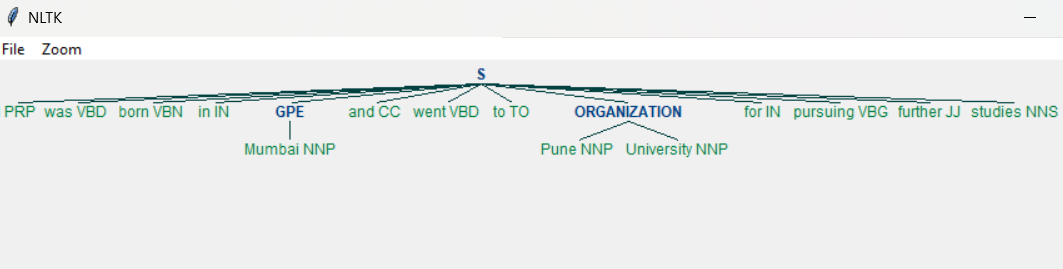 NLTK
File Zoom
S
PRP was VBD born VBN in IN GPE and CC went VBD to TO ORGANIZATION for IN pursuing VBG further JJ studies NNS
Mumbai NNP Pune NNP University NNP